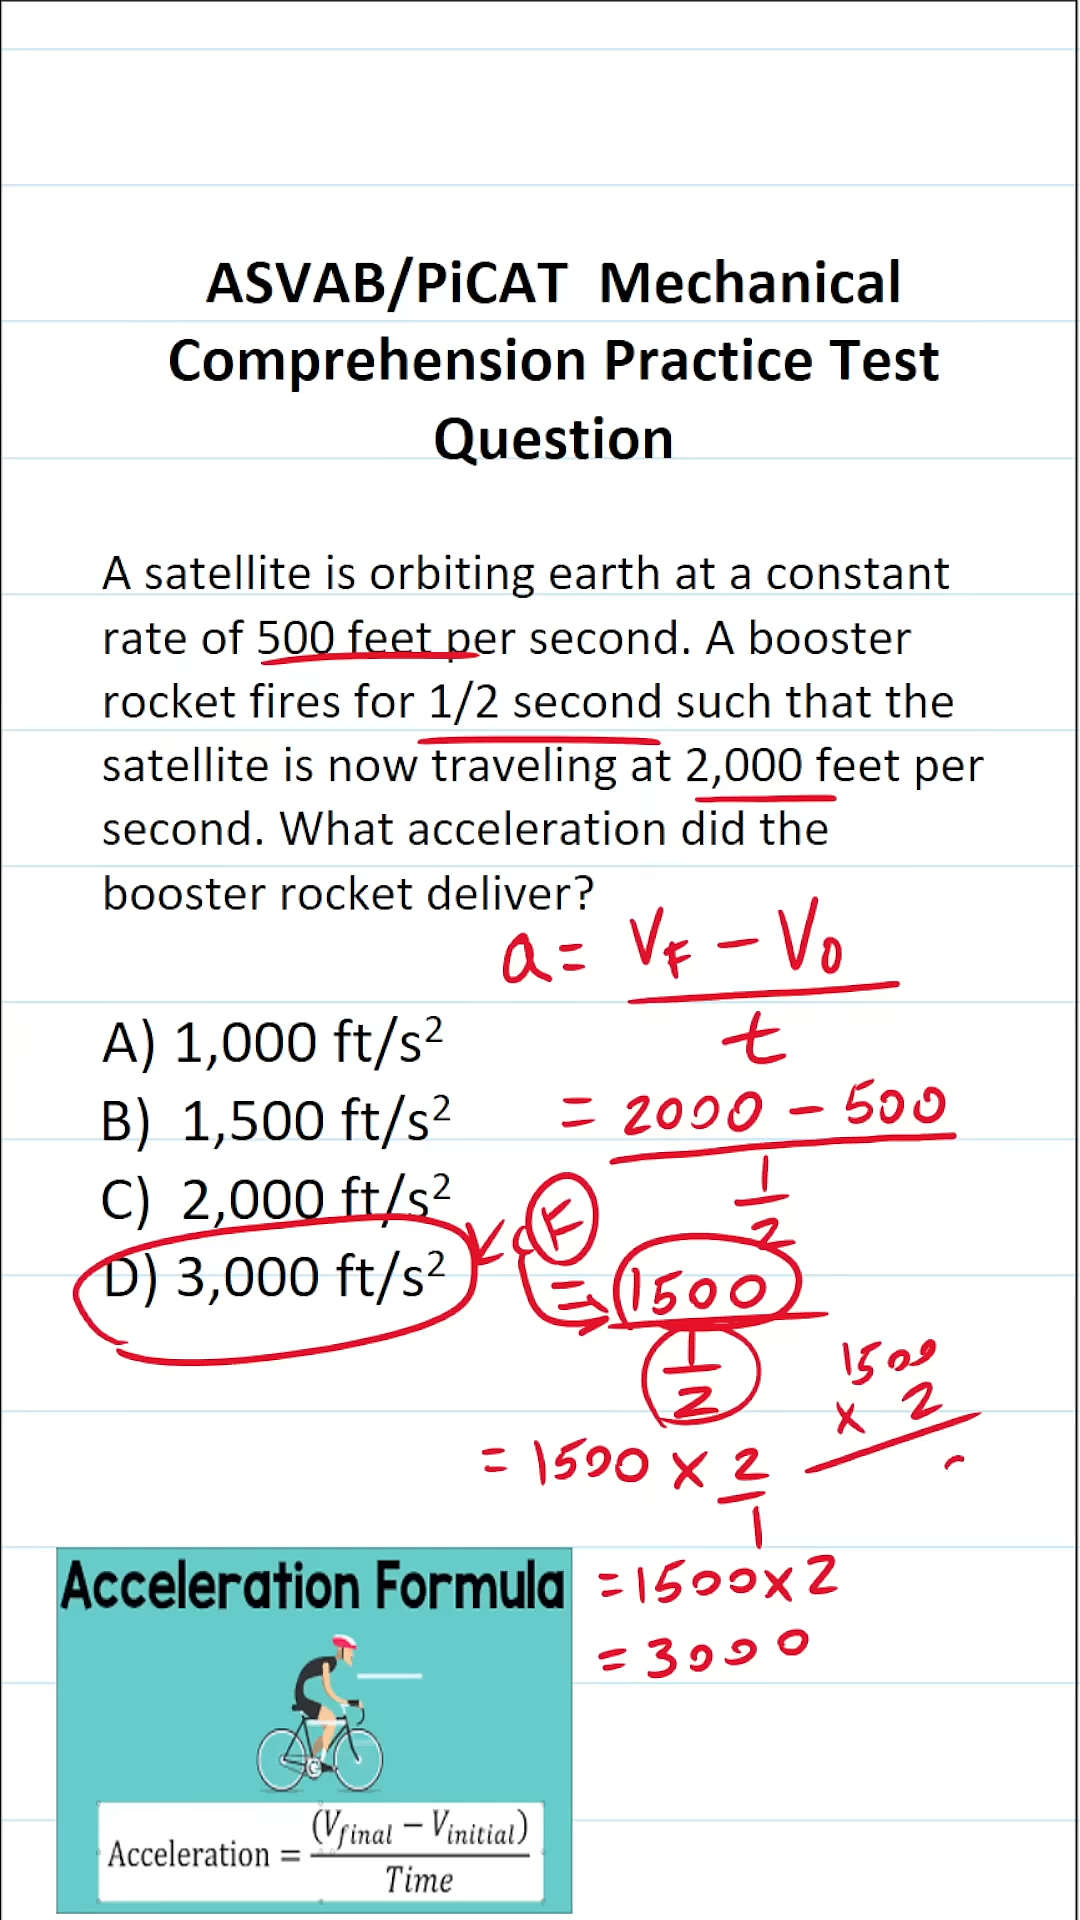 ASVAB/PiCAT Mechanical
Comprehension Practice Test
Question
A satellite is orbiting earth at a constant
rate of 500 feet per second. A booster
rocket fires for 1/2 second such that the
satellite is now traveling at 2,000 feet per
second. What acceleration did the
booster rocket deliver?
a = V_F - V_0 / t
A) 1,000 ft/s²
B) 1,500 ft/s²
C) 2,000 ft/s²
D) 3,000 ft/s²
= 2000 - 500 / 1/2
F
= 1500 / 1/2
1500
x 2
= 1500 x 2/1
= 1500 x 2
= 3000
Acceleration Formula
Acceleration = (V_final − V_initial) / Time